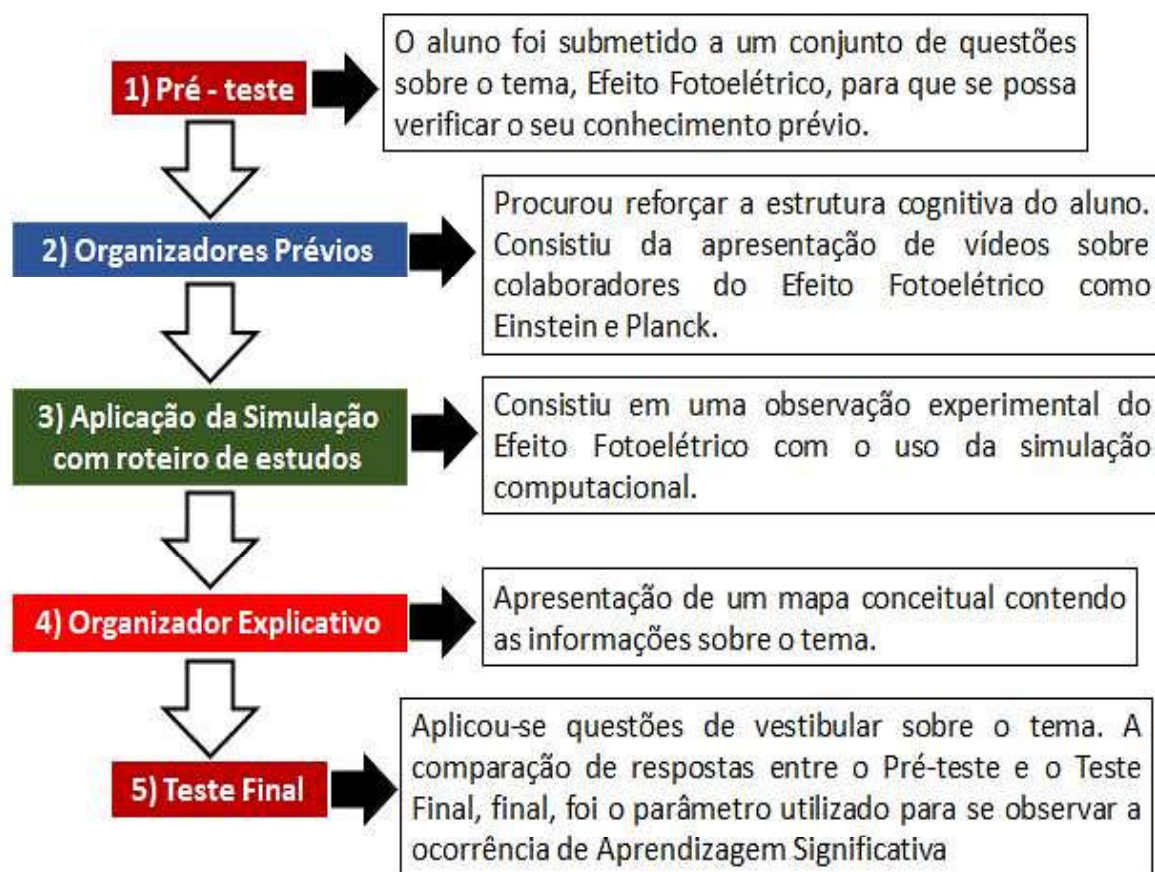 1) Pré - teste
O aluno foi submetido a um conjunto de questões
sobre o tema, Efeito Fotoelétrico, para que se possa
verificar o seu conhecimento prévio.
2) Organizadores Prévios
Procurou reforçar a estrutura cognitiva do aluno.
Consistiu da apresentação de vídeos sobre
colaboradores do Efeito Fotoelétrico como
Einstein e Planck.
3) Aplicação da Simulação
com roteiro de estudos
Consistiu em uma observação experimental do
Efeito Fotoelétrico com o uso da simulação
computacional.
4) Organizador Explicativo
Apresentação de um mapa conceitual contendo
as informações sobre o tema.
5) Teste Final
Aplicou-se questões de vestibular sobre o tema. A
comparação de respostas entre o Pré-teste e o Teste
Final, final, foi o parâmetro utilizado para se observar a
ocorrência de Aprendizagem Significativa